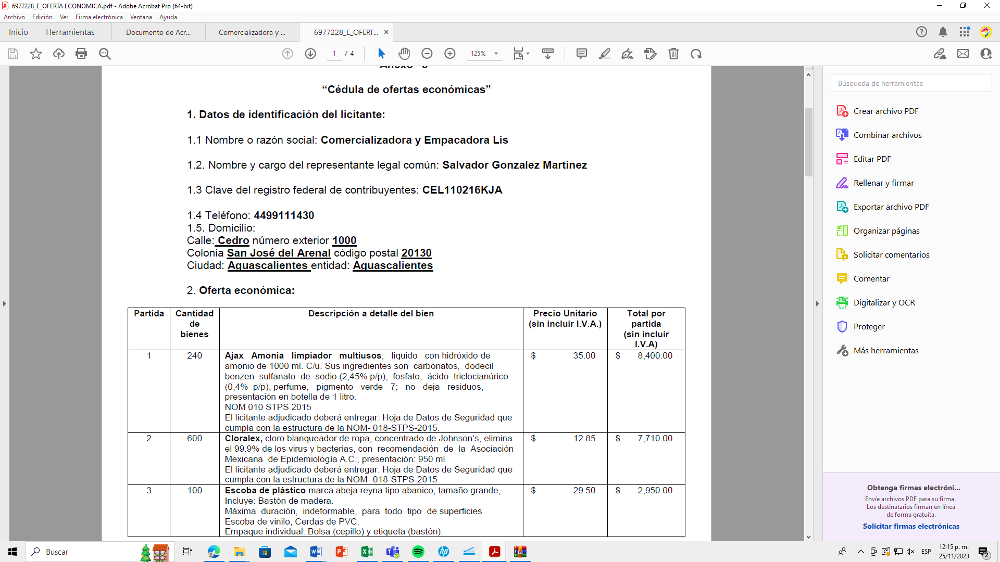 6977228_E_OFERTA ECONOMICA.pdf - Adobe Acrobat Pro (64-bit)
Archivo Edición Ver Firma electrónica Ventana Ayuda
Inicio Herramientas Documento de Acr... Comercializadora y ... 6977228_E_OFERT...
1 / 4 125%
“Cédula de ofertas económicas”
1. Datos de identificación del licitante:
1.1 Nombre o razón social: Comercializadora y Empacadora Lis
1.2. Nombre y cargo del representante legal común: Salvador Gonzalez Martinez
1.3 Clave del registro federal de contribuyentes: CEL110216KJA
1.4 Teléfono: 4499111430
1.5. Domicilio:
Calle: Cedro número exterior 1000
Colonia San José del Arenal código postal 20130
Ciudad: Aguascalientes entidad: Aguascalientes
2. Oferta económica:
Partida
Cantidad
de
bienes
Descripción a detalle del bien
Precio Unitario
(sin incluir I.V.A.)
Total por
partida
(sin incluir
I.V.A)
1
240
Ajax Amonia limpiador multiusos, liquido con hidróxido de
amonio de 1000 ml. C/u. Sus ingredientes son carbonatos, dodecil
benzen sulfanato de sodio (2,45% p/p), fosfato, ácido triclocianúrico
(0,4% p/p), perfume, pigmento verde 7; no deja residuos,
presentación en botella de 1 litro.
NOM 010 STPS 2015
El licitante adjudicado deberá entregar: Hoja de Datos de Seguridad que
cumpla con la estructura de la NOM- 018-STPS-2015.
$ 35.00
$ 8,400.00
2
600
Cloralex, cloro blanqueador de ropa, concentrado de Johnson’s, elimina
el 99.9% de los virus y bacterias, con recomendación de la Asociación
Mexicana de Epidemiología A.C., presentación: 950 ml
El licitante adjudicado deberá entregar: Hoja de Datos de Seguridad que
cumpla con la estructura de la NOM- 018-STPS-2015.
$ 12.85
$ 7,710.00
3
100
Escoba de plástico marca abeja reyna tipo abanico, tamaño grande,
Incluye: Bastón de madera.
Máxima duración, indeformable, para todo tipo de superficies
Escoba de vinilo, Cerdas de PVC.
Empaque individual: Bolsa (cepillo) y etiqueta (bastón).
$ 29.50
$ 2,950.00
Búsqueda de herramientas
Crear archivo PDF
Combinar archivos
Editar PDF
Rellenar y firmar
Exportar archivo PDF
Organizar páginas
Solicitar comentarios
Comentar
Digitalizar y OCR
Proteger
Más herramientas
Obtenga firmas electróni...
Envíe archivos PDF para su firma.
Los destinatarios firman en línea
de forma gratuita.
Solicitar firmas electrónicas
Buscar
ESP
12:15 p. m.
25/11/2023
2